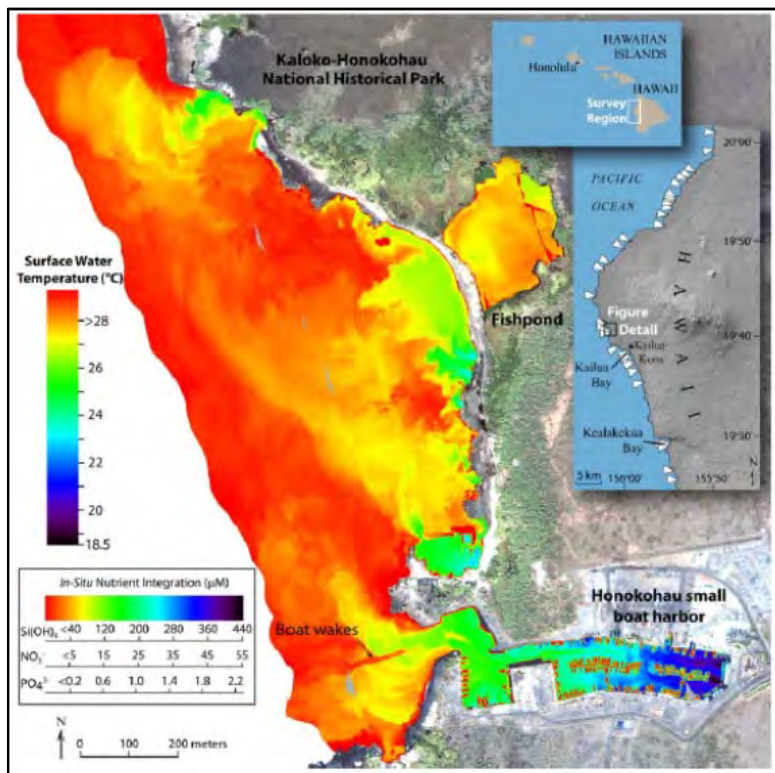 Kaloko-Honokohau
National Historical Park
HAWAIIAN
ISLANDS
Honolulu
HAWAII
Survey
Region
20°00'
PACIFIC
OCEAN
19°50'
HAWAII
Figure
Detail
19°40'
Kailua-
Kona
Kailua
Bay
Kealakekua
Bay
19°30'
N
5 km
156°00'
155°50'
Surface Water
Temperature (°C)
>28
26
24
22
20
18.5
Fishpond
In-Situ Nutrient Integration (µM)
Si(OH)₄ <40 120 200 280 360 440
NO₃⁻ <5 15 25 35 45 55
PO₄³⁻ <0.2 0.6 1.0 1.4 1.8 2.2
Boat wakes
Honokohau small
boat harbor
N
0 100 200 meters